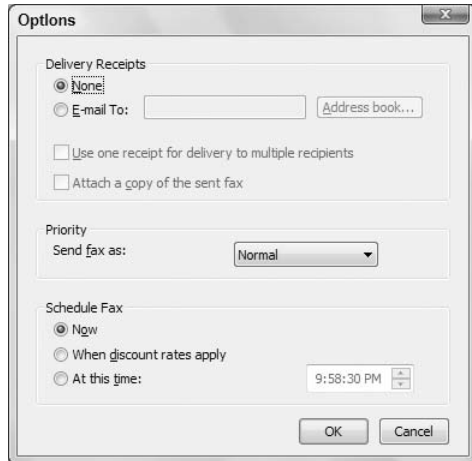 Options
Delivery Receipts
None
E-mail To:
Address book...
Use one receipt for delivery to multiple recipients
Attach a copy of the sent fax
Priority
Send fax as: Normal
Schedule Fax
Now
When discount rates apply
At this time: 9:58:30 PM
OK Cancel